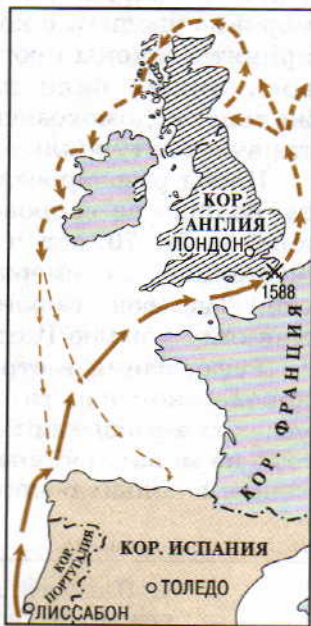 КОР.
АНГЛИЯ
ЛОНДОН
1588
КОР. ФРАНЦИЯ
КОР. ИСПАНИЯ
КОР.
ПОРТУГАЛИЯ
ТОЛЕДО
ЛИССАБОН